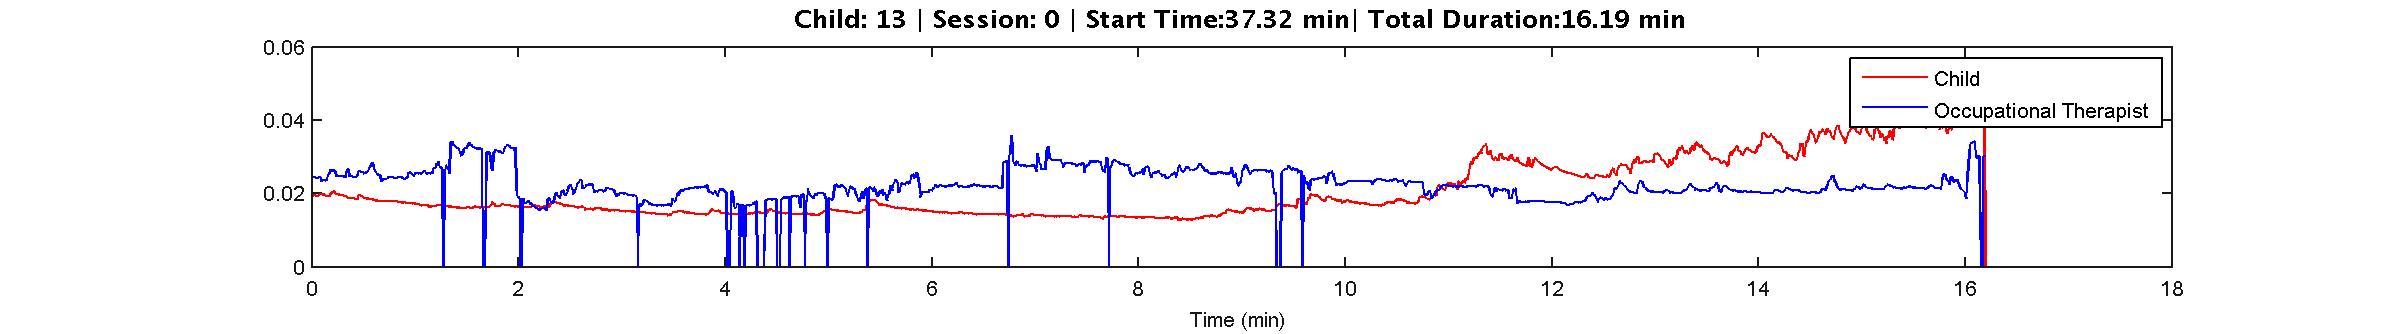 Child: 13 | Session: 0 | Start Time:37.32 min| Total Duration:16.19 min
0.06
0.04
0.02
0
Child
Occupational Therapist
0 2 4 6 8 10 12 14 16 18
Time (min)